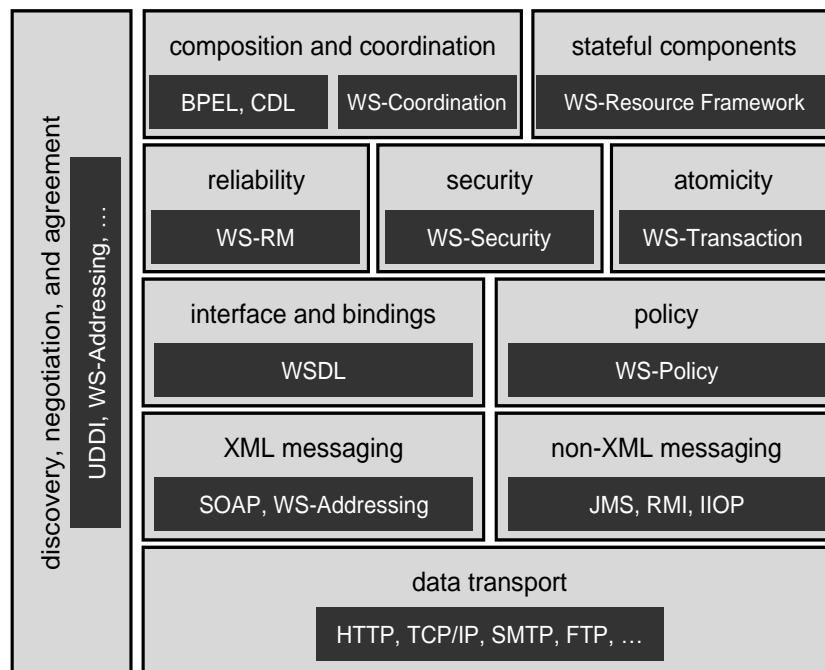 discovery, negotiation, and agreement
UDDI, WS-Addressing, …
composition and coordination
BPEL, CDL
WS-Coordination
stateful components
WS-Resource Framework
reliability
WS-RM
security
WS-Security
atomicity
WS-Transaction
interface and bindings
WSDL
policy
WS-Policy
XML messaging
SOAP, WS-Addressing
non-XML messaging
JMS, RMI, IIOP
data transport
HTTP, TCP/IP, SMTP, FTP, …